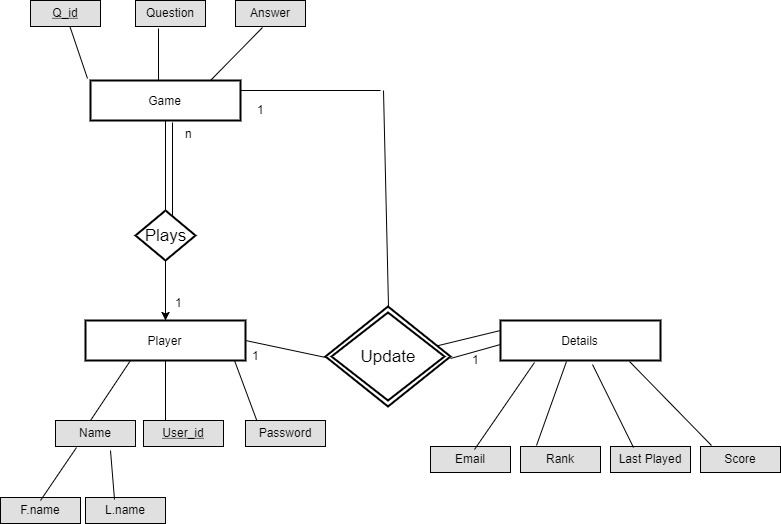 Q_id
Question
Answer
Game
1
n
Plays
1
Player
1
Update
1
Details
Name
User_id
Password
Email
Rank
Last Played
Score
F.name
L.name